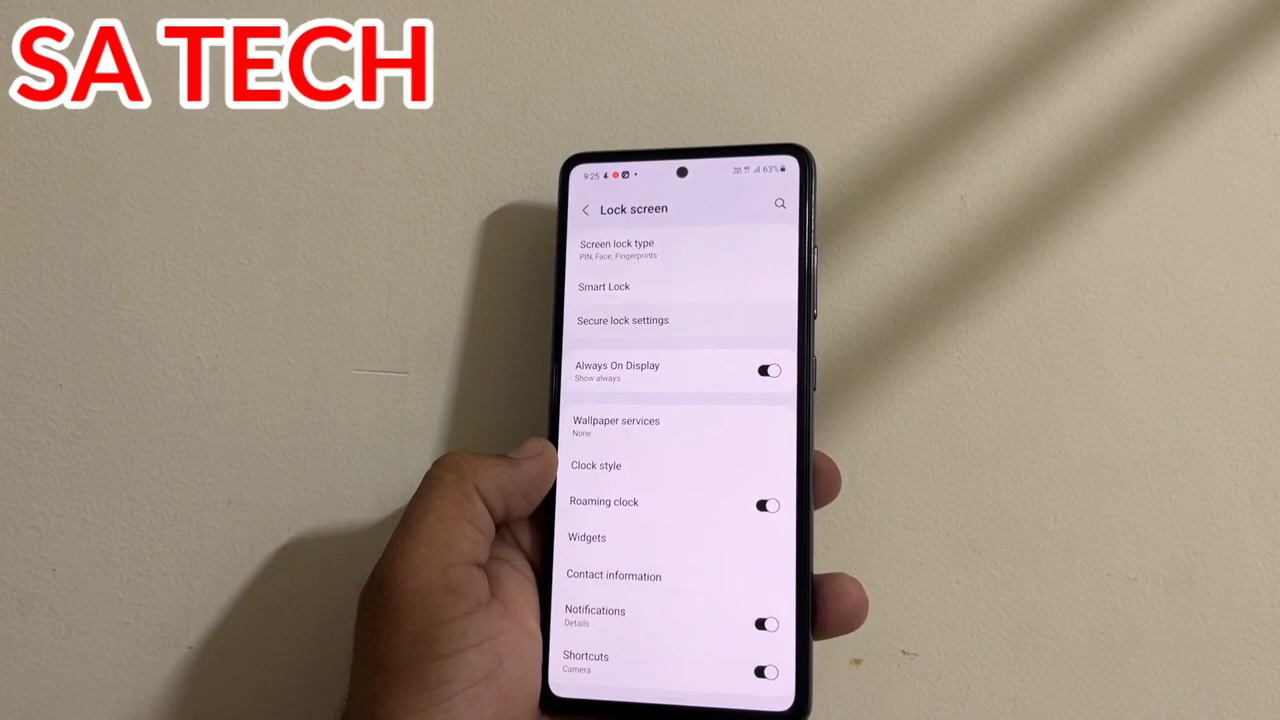 SA TECH
9:25
63%
Lock screen
Screen lock type
PIN, Face, Fingerprints
Smart Lock
Secure lock settings
Always On Display
Show always
Wallpaper services
None
Clock style
Roaming clock
Widgets
Contact information
Notifications
Details
Shortcuts
Camera